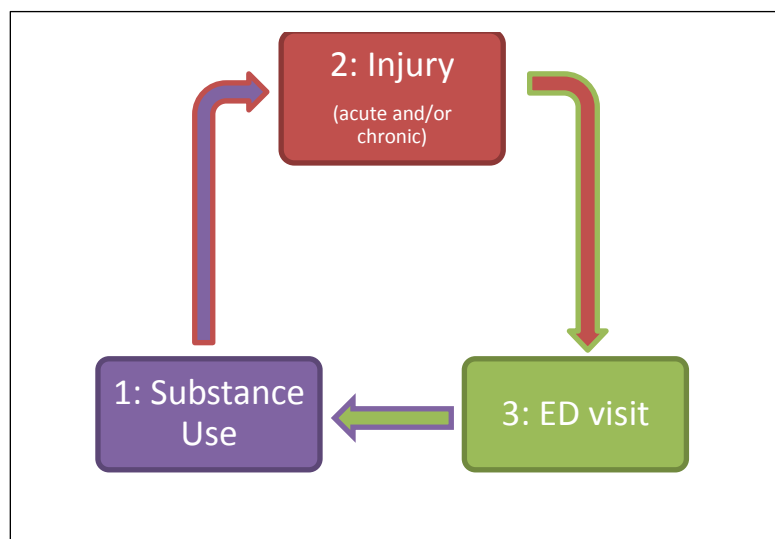 2: Injury
(acute and/or
chronic)
1: Substance
Use
3: ED visit